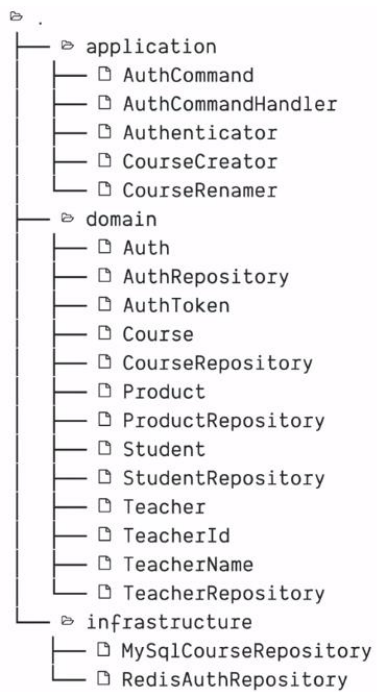 .
application
AuthCommand
AuthCommandHandler
Authenticator
CourseCreator
CourseRenamer
domain
Auth
AuthRepository
AuthToken
Course
CourseRepository
Product
ProductRepository
Student
StudentRepository
Teacher
TeacherId
TeacherName
TeacherRepository
infrastructure
MySqlCourseRepository
RedisAuthRepository